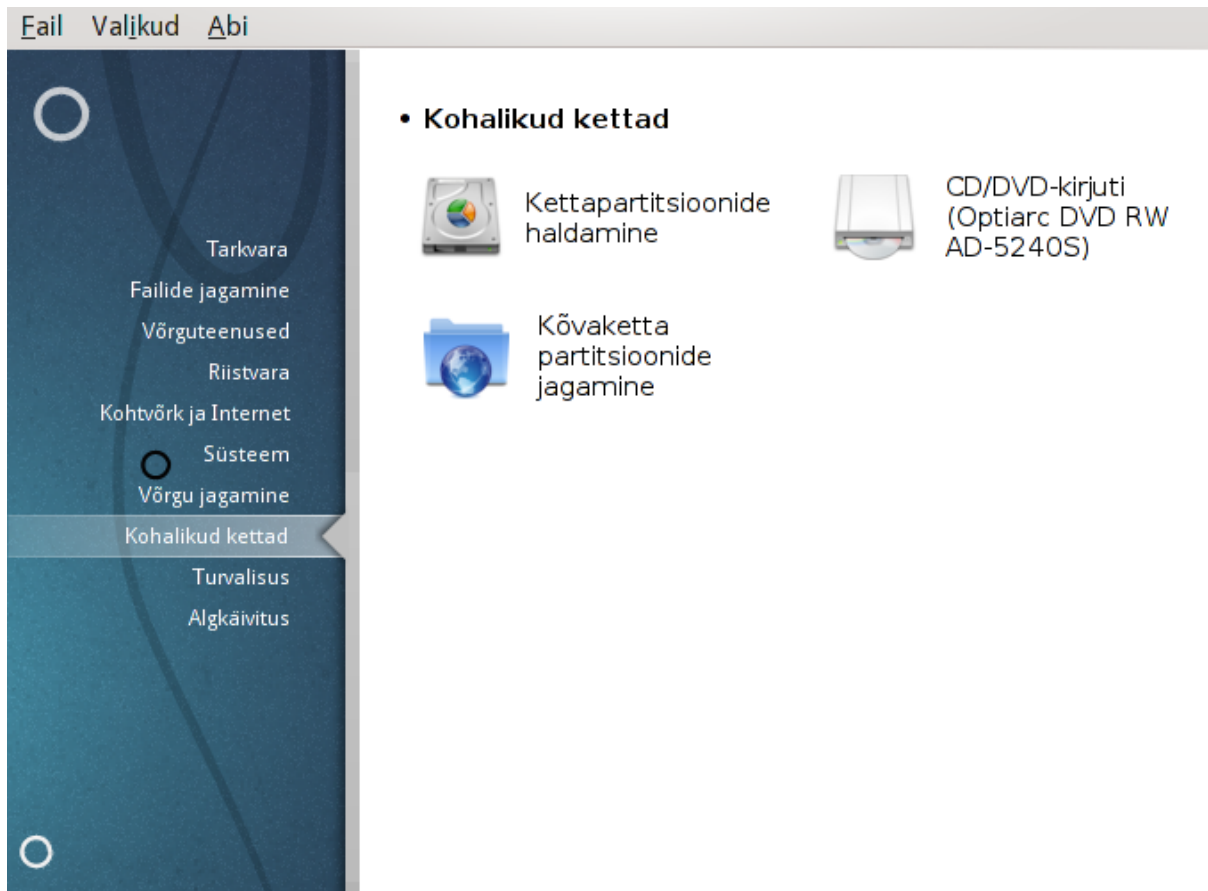 Fail Valikud Abi
Tarkvara
Failide jagamine
Võrguteenused
Riistvara
Kohtvõrk ja Internet
Süsteem
Võrgu jagamine
Kohalikud kettad
Turvalisus
Algkäivitus
• Kohalikud kettad
Kettapartitsioonide
haldamine
CD/DVD-kirjuti
(Optiarc DVD RW
AD-5240S)
Kõvaketta
partitsioonide
jagamine